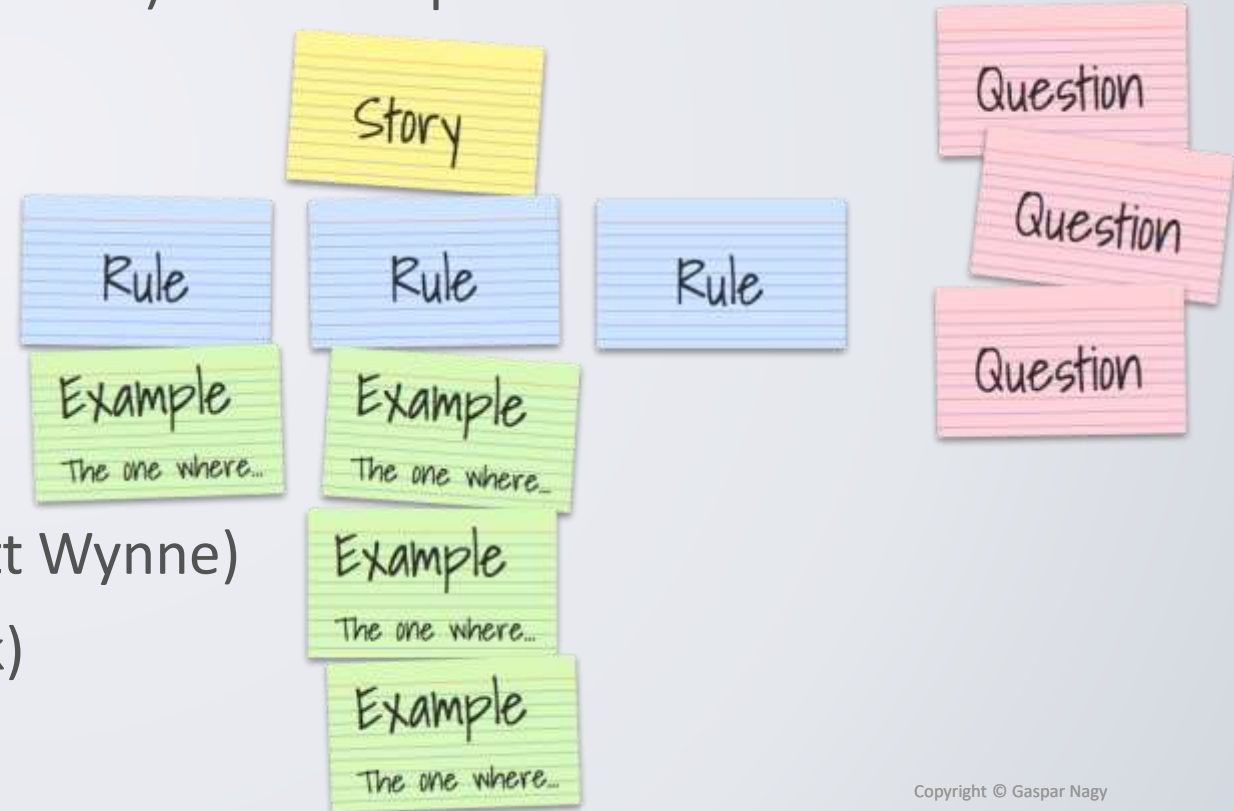 Story
Question
Question
Question
Rule Rule Rule
Example
The one where...
Example
The one where...
Example
The one where...
Example
The one where...
Wynne)
Copyright © Gaspar Nagy